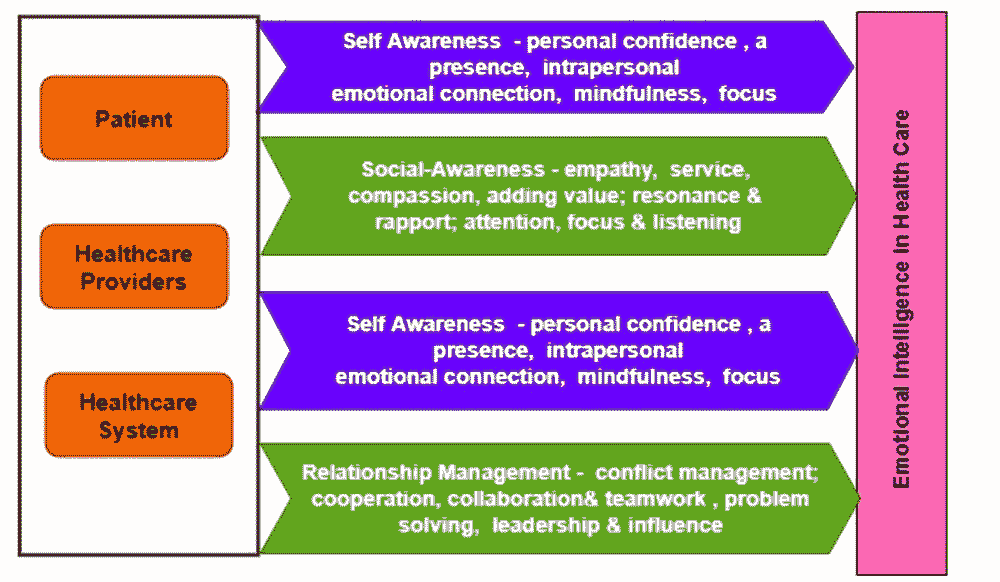 Patient
Healthcare
Providers
Healthcare
System
Self Awareness - personal confidence , a
presence, intrapersonal
emotional connection, mindfulness, focus
Social-Awareness - empathy, service,
compassion, adding value; resonance &
rapport; attention, focus & listening
Self Awareness - personal confidence , a
presence, intrapersonal
emotional connection, mindfulness, focus
Relationship Management - conflict management;
cooperation, collaboration& teamwork , problem
solving, leadership & influence
Emotional Intelligence in Health Care